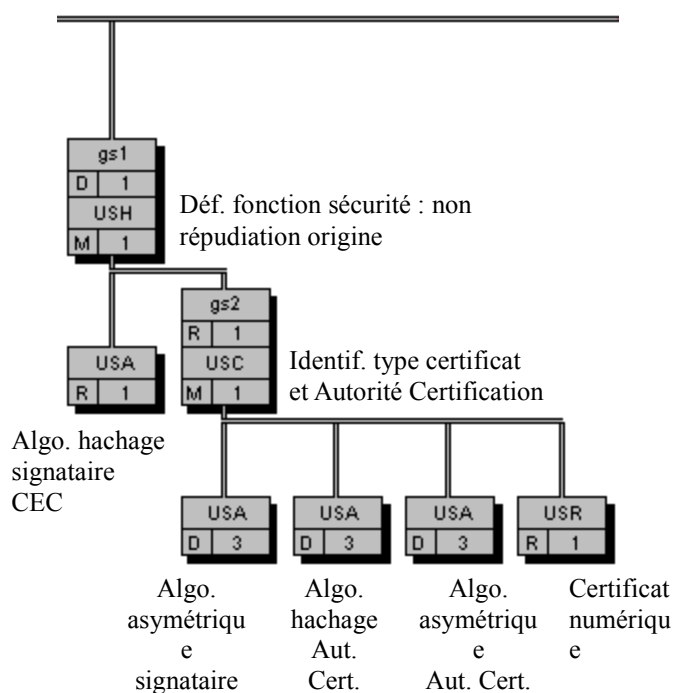 gs1
D 1
USH
M 1
Déf. fonction sécurité : non
répudiation origine
gs2
R 1
USC
M 1
Identif. type certificat
et Autorité Certification
USA
R 1
Algo. hachage
signataire
CEC
USA
D 3
Algo.
asymétriqu
e
signataire
USA
D 3
Algo.
hachage
Aut.
Cert.
USA
D 3
Algo.
asymétriqu
e
Aut. Cert.
USR
R 1
Certificat
numériqu
e